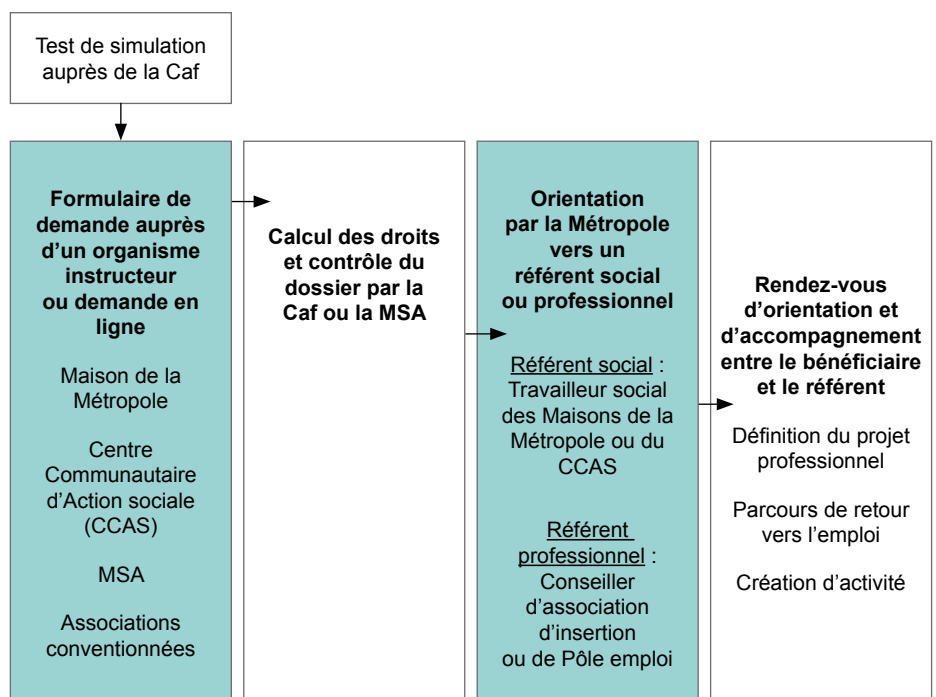 Test de simulation
auprès de la Caf
Formulaire de
demande auprès
d’un organisme
instructeur
ou demande en
ligne
Maison de la
Métropole
Centre
Communautaire
d’Action sociale
(CCAS)
MSA
Associations
conventionnées
Calcul des droits
et contrôle du
dossier par la
Caf ou la MSA
Orientation
par la Métropole
vers un
référent social
ou professionnel
Référent social :
Travailleur social
des Maisons de la
Métropole ou du
CCAS
Référent
professionnel :
Conseiller
d’association
d’insertion
ou de Pôle emploi
Rendez-vous
d’orientation et
d’accompagnement
entre le bénéficiaire
et le référent
Définition du projet
professionnel
Parcours de retour
vers l’emploi
Création d’activité